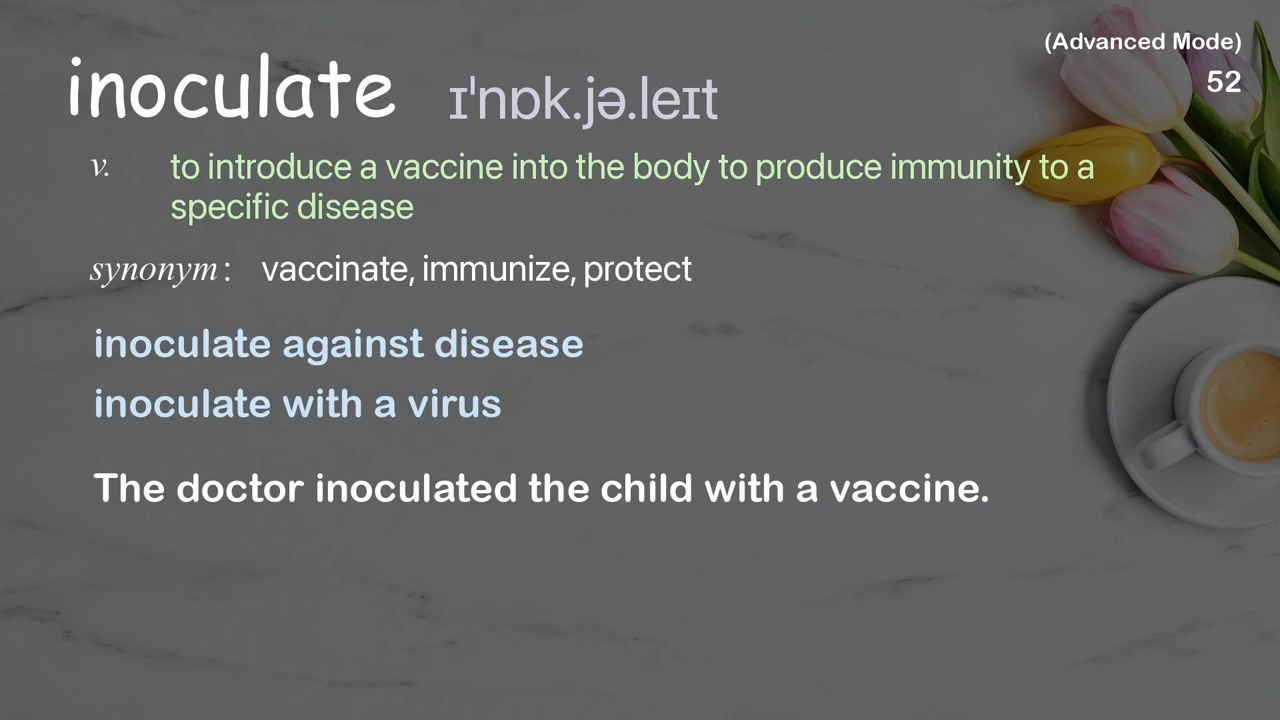 (Advanced Mode)
52
inoculate ɪˈnɒk.jə.leɪt
v. to introduce a vaccine into the body to produce immunity to a
specific disease
synonym: vaccinate, immunize, protect
inoculate against disease
inoculate with a virus
The doctor inoculated the child with a vaccine.